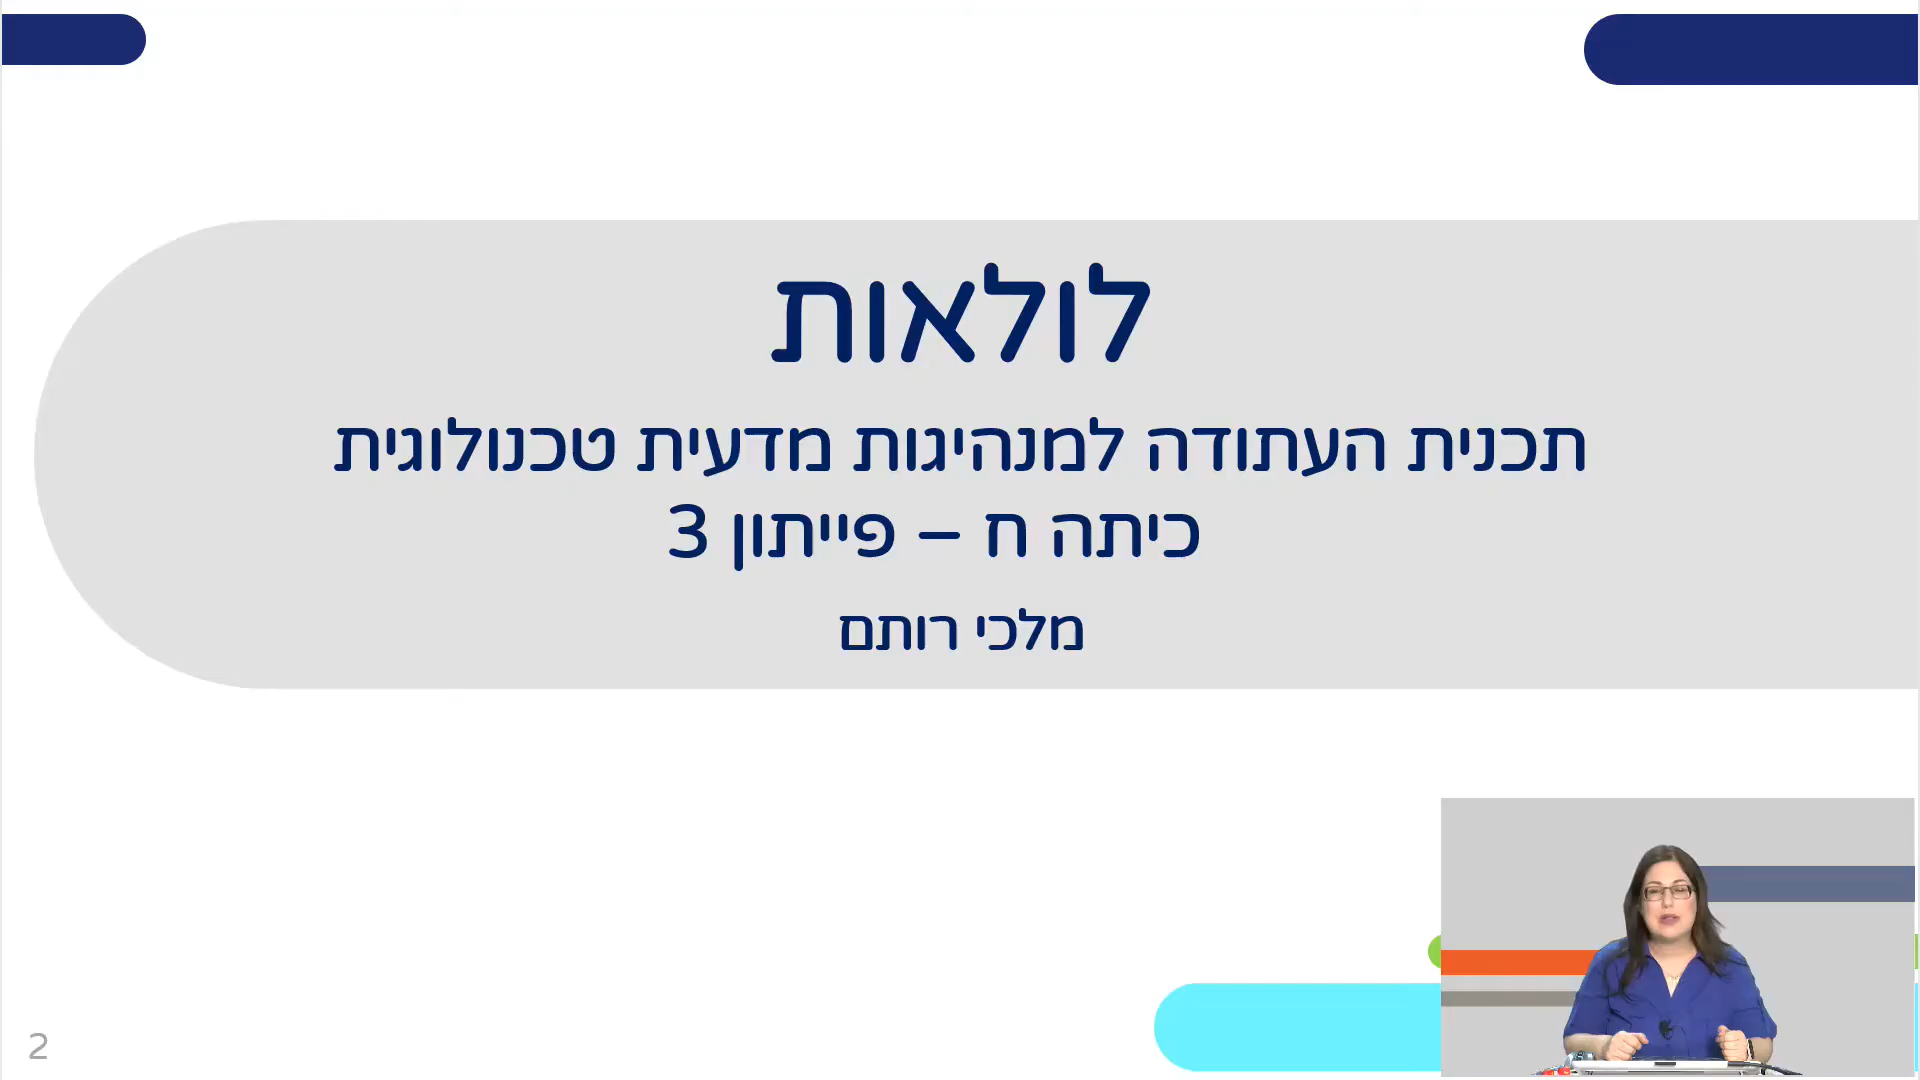 לולאות
תכנית העתודה למנהיגות מדעית טכנולוגית
כיתה ח – פייתון 3
מלכי רותם
2